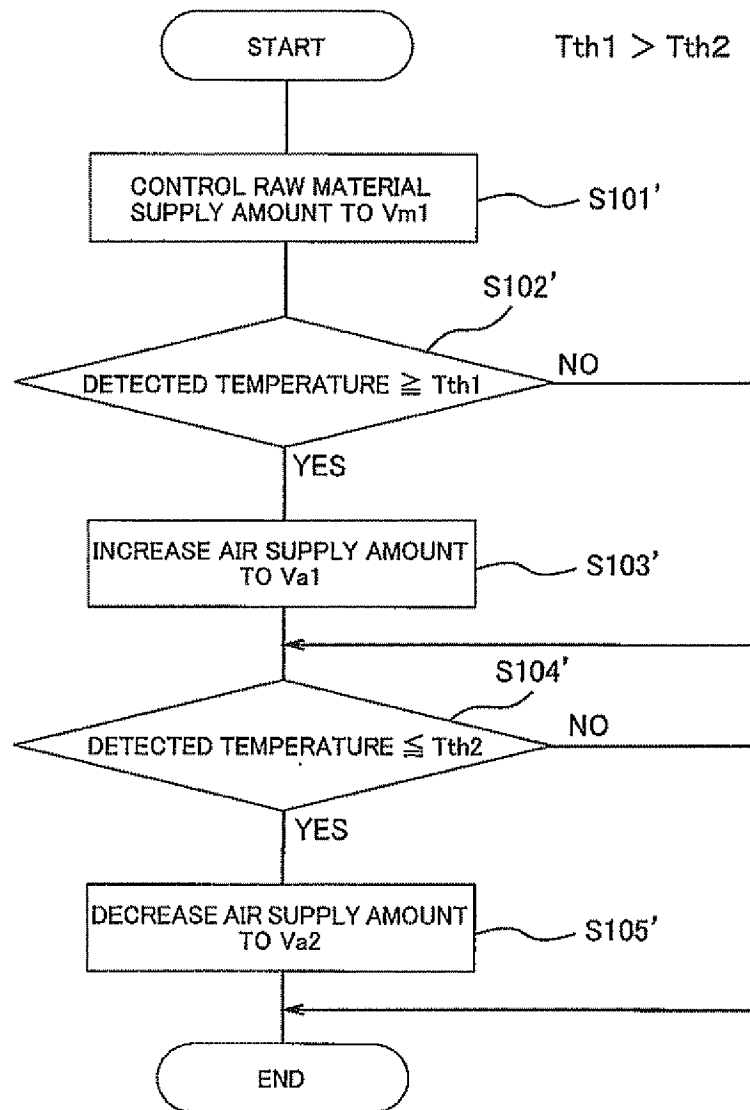 START
Tth1 > Tth2
CONTROL RAW MATERIAL
SUPPLY AMOUNT TO Vm1
S101'
S102'
DETECTED TEMPERATURE ≧ Tth1
NO
YES
INCREASE AIR SUPPLY AMOUNT
TO Va1
S103'
S104'
DETECTED TEMPERATURE ≦ Tth2
NO
YES
DECREASE AIR SUPPLY AMOUNT
TO Va2
S105'
END